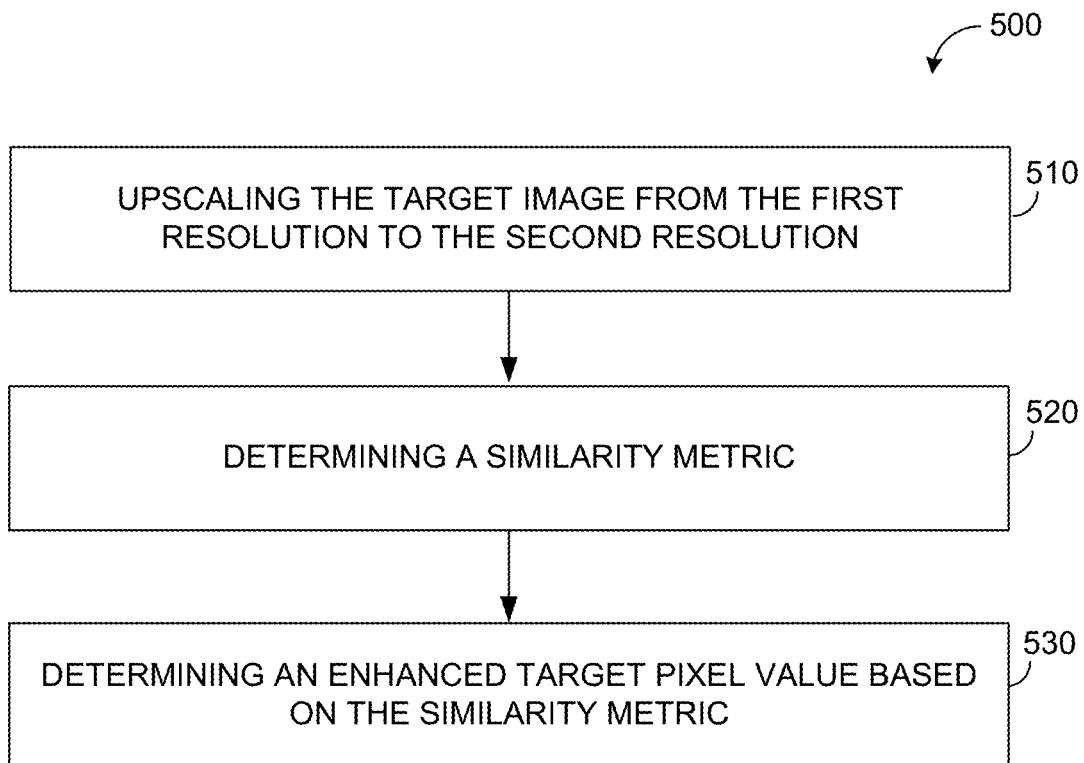 500
UPSCALING THE TARGET IMAGE FROM THE FIRST
RESOLUTION TO THE SECOND RESOLUTION
510
DETERMINING A SIMILARITY METRIC
520
DETERMINING AN ENHANCED TARGET PIXEL VALUE BASED
ON THE SIMILARITY METRIC
530